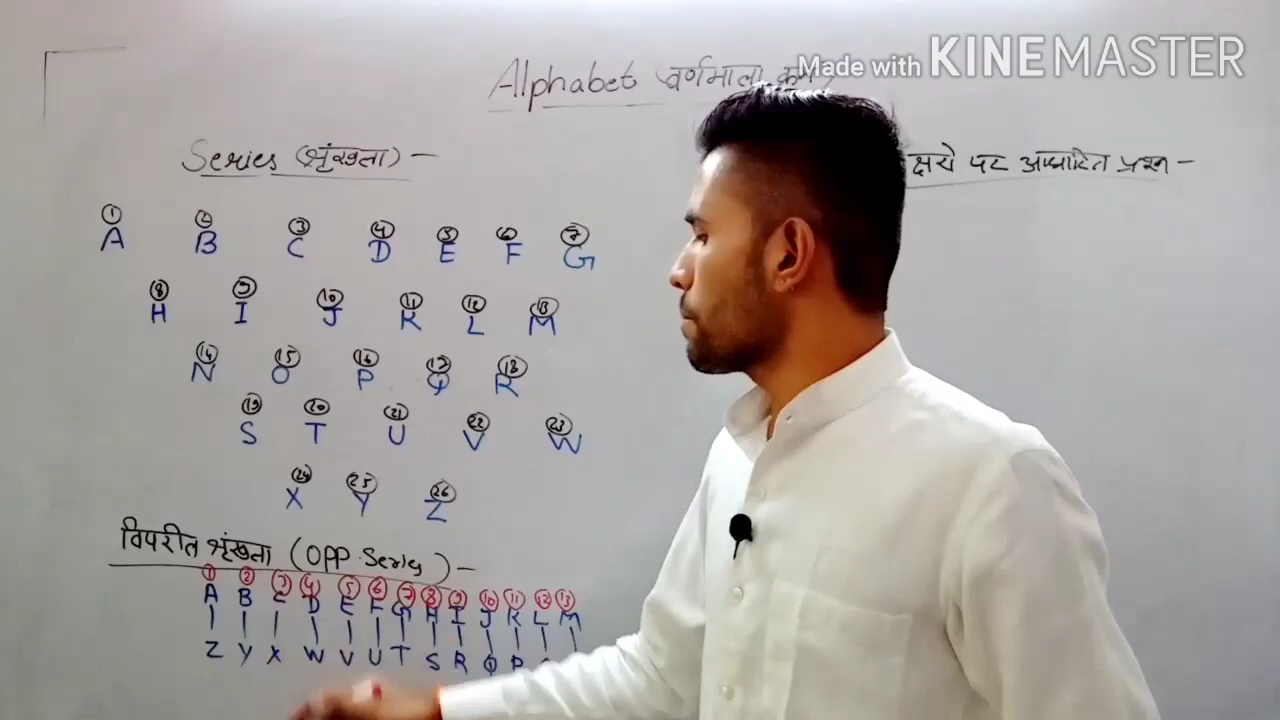 Made with KINEMASTER
Alphabet (वर्णमाला क्रम)
Series (श्रृंखला) -
क्षरो पर आधारित प्रश्न -
1 2 3 4 5 6 7
A B C D E F G
8 9 10 11 12 13
H I J K L M
14 15 16 17 18
N O P Q R
19 20 21 22 23
S T U V W
24 25 26
X Y Z
विपरीत श्रृंखला (OPP. Series) -
1 2 3 4 5 6 7 8 9 10 11 12 13
A B C D E F G H I J K L M
Z Y X W V U T S R Q P